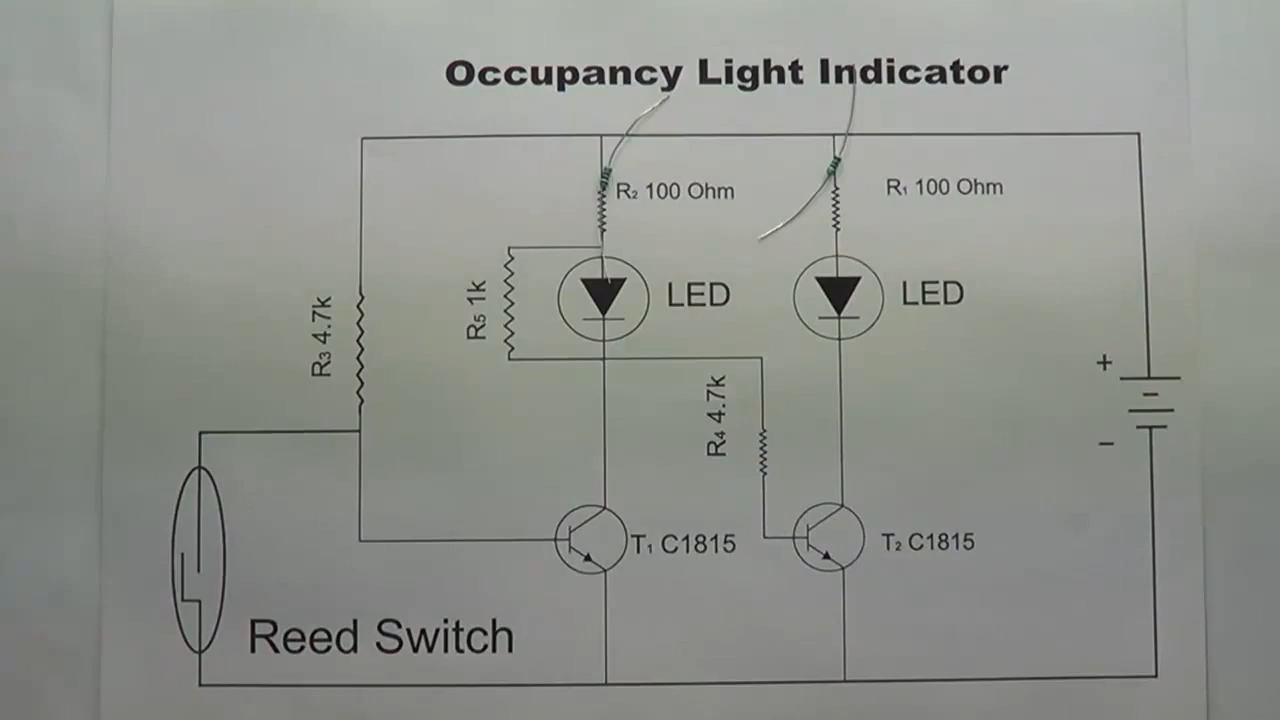 Occupancy Light Indicator
R₂ 100 Ohm
R₁ 100 Ohm
R₃ 4.7k
R₅ 1k
LED
LED
+
R₄ 4.7k
−
T₁ C1815
T₂ C1815
Reed Switch